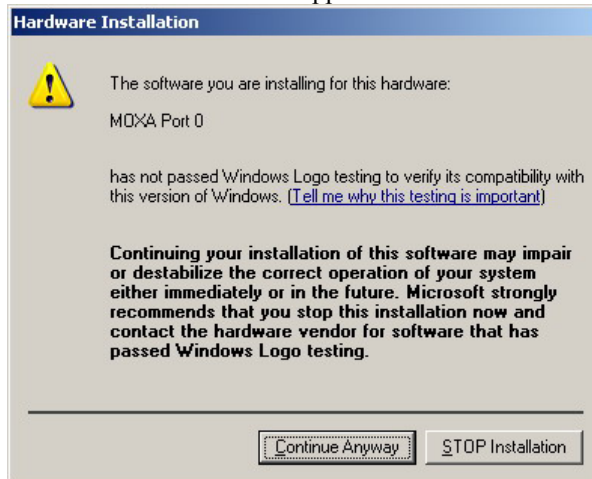 Hardware Installation
The software you are installing for this hardware:
MOXA Port 0
has not passed Windows Logo testing to verify its compatibility with
this version of Windows. (Tell me why this testing is important)
Continuing your installation of this software may impair
or destabilize the correct operation of your system
either immediately or in the future. Microsoft strongly
recommends that you stop this installation now and
contact the hardware vendor for software that has
passed Windows Logo testing.
Continue Anyway
STOP Installation